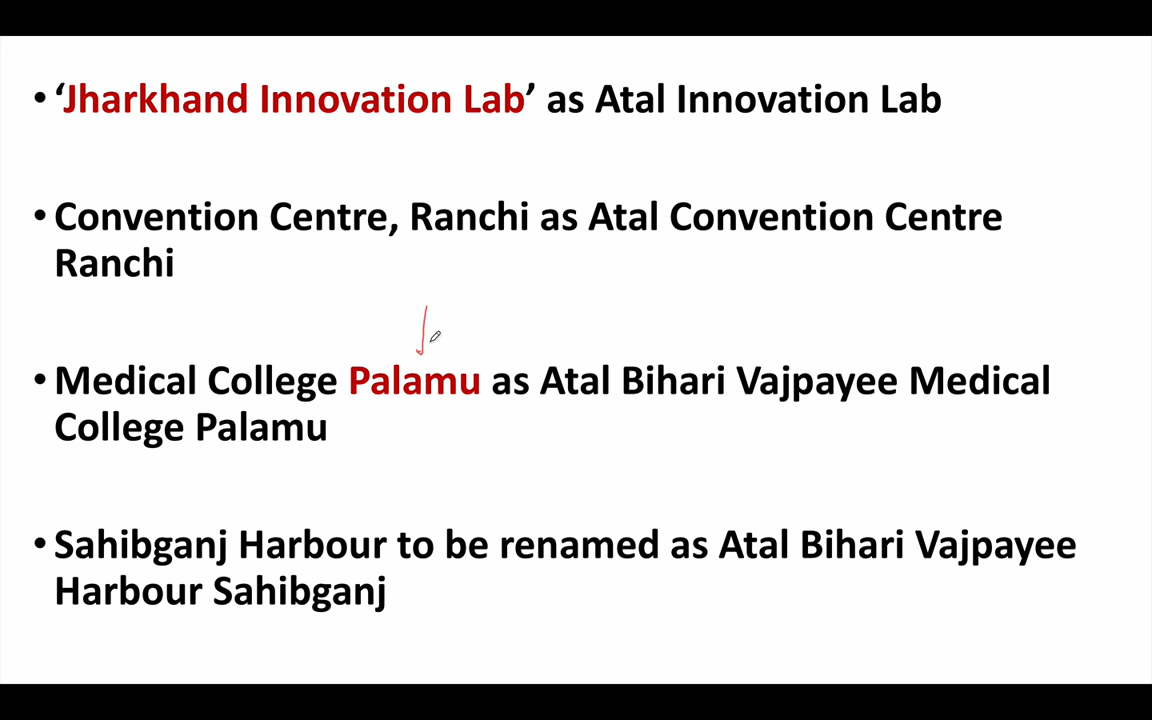 • ‘Jharkhand Innovation Lab’ as Atal Innovation Lab
• Convention Centre, Ranchi as Atal Convention Centre
Ranchi
• Medical College Palamu as Atal Bihari Vajpayee Medical
College Palamu
• Sahibganj Harbour to be renamed as Atal Bihari Vajpayee
Harbour Sahibganj